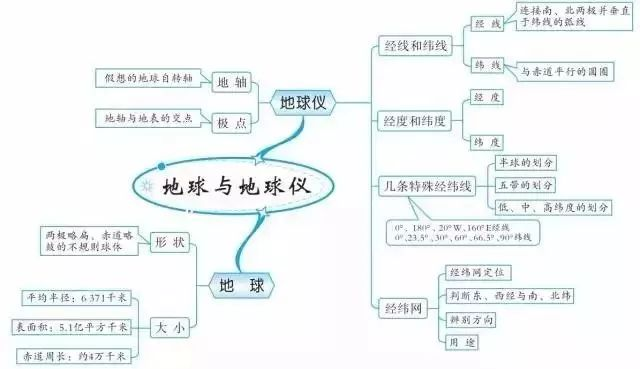 地球与地球仪
地球仪
地 轴
假想的地球自转轴
极 点
地轴与地表的交点
经线和纬线
经 线
连接南、北两极并垂直
于纬线的弧线
纬 线
与赤道平行的圆圈
经度和纬度
经 度
纬 度
几条特殊经纬线
半球的划分
五带的划分
低、中、高纬度的划分
0°、180°、20°W、160°E经线
0°、23.5°、30°、60°、66.5°、90°纬线
经纬网
经纬网定位
判断东、西经与南、北纬
辨别方向
用 途
地 球
形 状
两极略扁、赤道略
鼓的不规则球体
大 小
平均半径：6 371千米
表面积：5.1亿平方千米
赤道周长：约4万千米